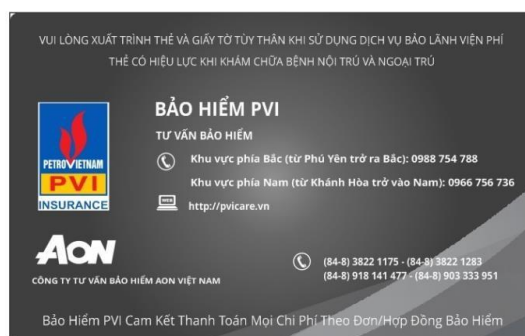 VUI LÒNG XUẤT TRÌNH THẺ VÀ GIẤY TỜ TÙY THÂN KHI SỬ DỤNG DỊCH VỤ BẢO LÃNH VIỆN PHÍ
THẺ CÓ HIỆU LỰC KHI KHÁM CHỮA BỆNH NỘI TRÚ VÀ NGOẠI TRÚ
BẢO HIỂM PVI
TƯ VẤN BẢO HIỂM
Khu vực phía Bắc (từ Phú Yên trở ra Bắc): 0988 754 788
Khu vực phía Nam (từ Khánh Hòa trở vào Nam): 0966 756 736
WEB
http://pvicare.vn
PETROVIETNAM
PVI
INSURANCE
AON
CÔNG TY TƯ VẤN BẢO HIỂM AON VIỆT NAM
(84-8) 3822 1175 - (84-8) 3822 1283
(84-8) 918 141 477 - (84-8) 903 333 951
Bảo Hiểm PVI Cam Kết Thanh Toán Mọi Chi Phí Theo Đơn/Hợp Đồng Bảo Hiểm